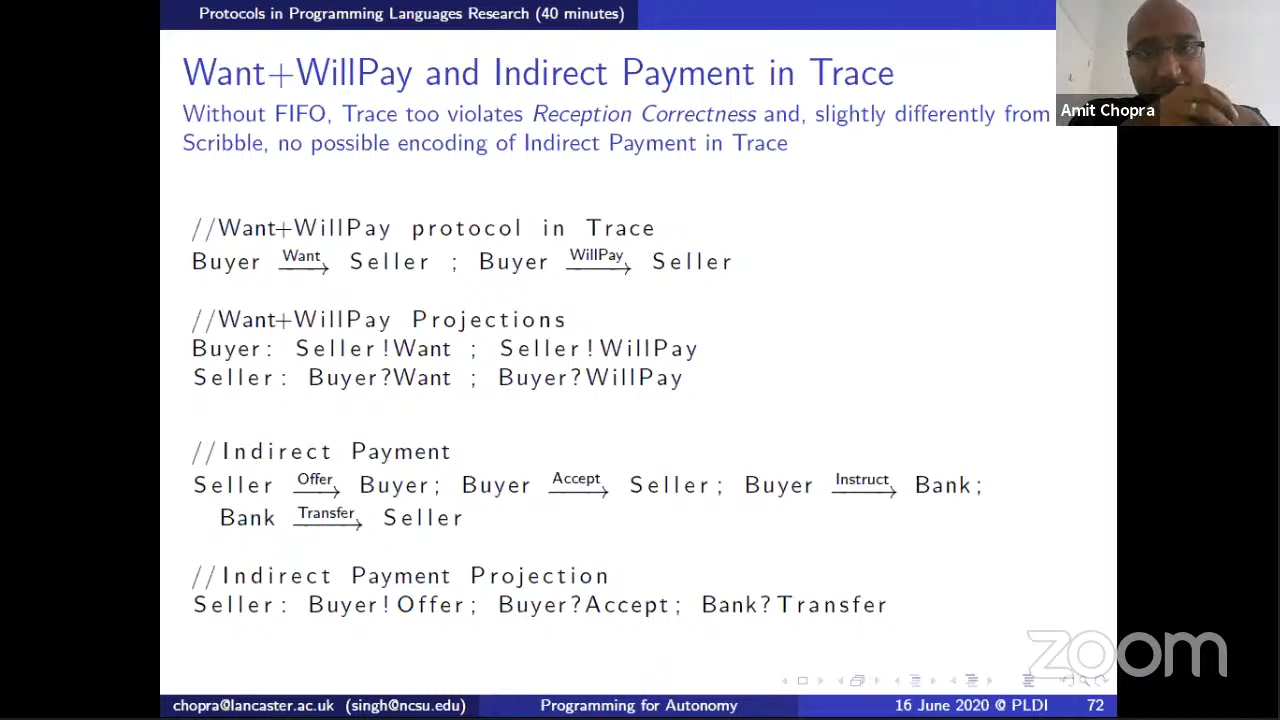 Protocols in Programming Languages Research (40 minutes)
Want+WillPay and Indirect Payment in Trace
Without FIFO, Trace too violates Reception Correctness and, slightly differently from
Scribble, no possible encoding of Indirect Payment in Trace
Amit Chopra
//Want+WillPay protocol in Trace
Buyer Want→ Seller ; Buyer WillPay→ Seller
//Want+WillPay Projections
Buyer: Seller!Want ; Seller!WillPay
Seller: Buyer?Want ; Buyer?WillPay
//Indirect Payment
Seller Offer→ Buyer; Buyer Accept→ Seller; Buyer Instruct→ Bank;
Bank Transfer→ Seller
//Indirect Payment Projection
Seller: Buyer!Offer; Buyer?Accept; Bank?Transfer
zoom
chopra@lancaster.ac.uk (singh@ncsu.edu) Programming for Autonomy 16 June 2020 @ PLDI 72